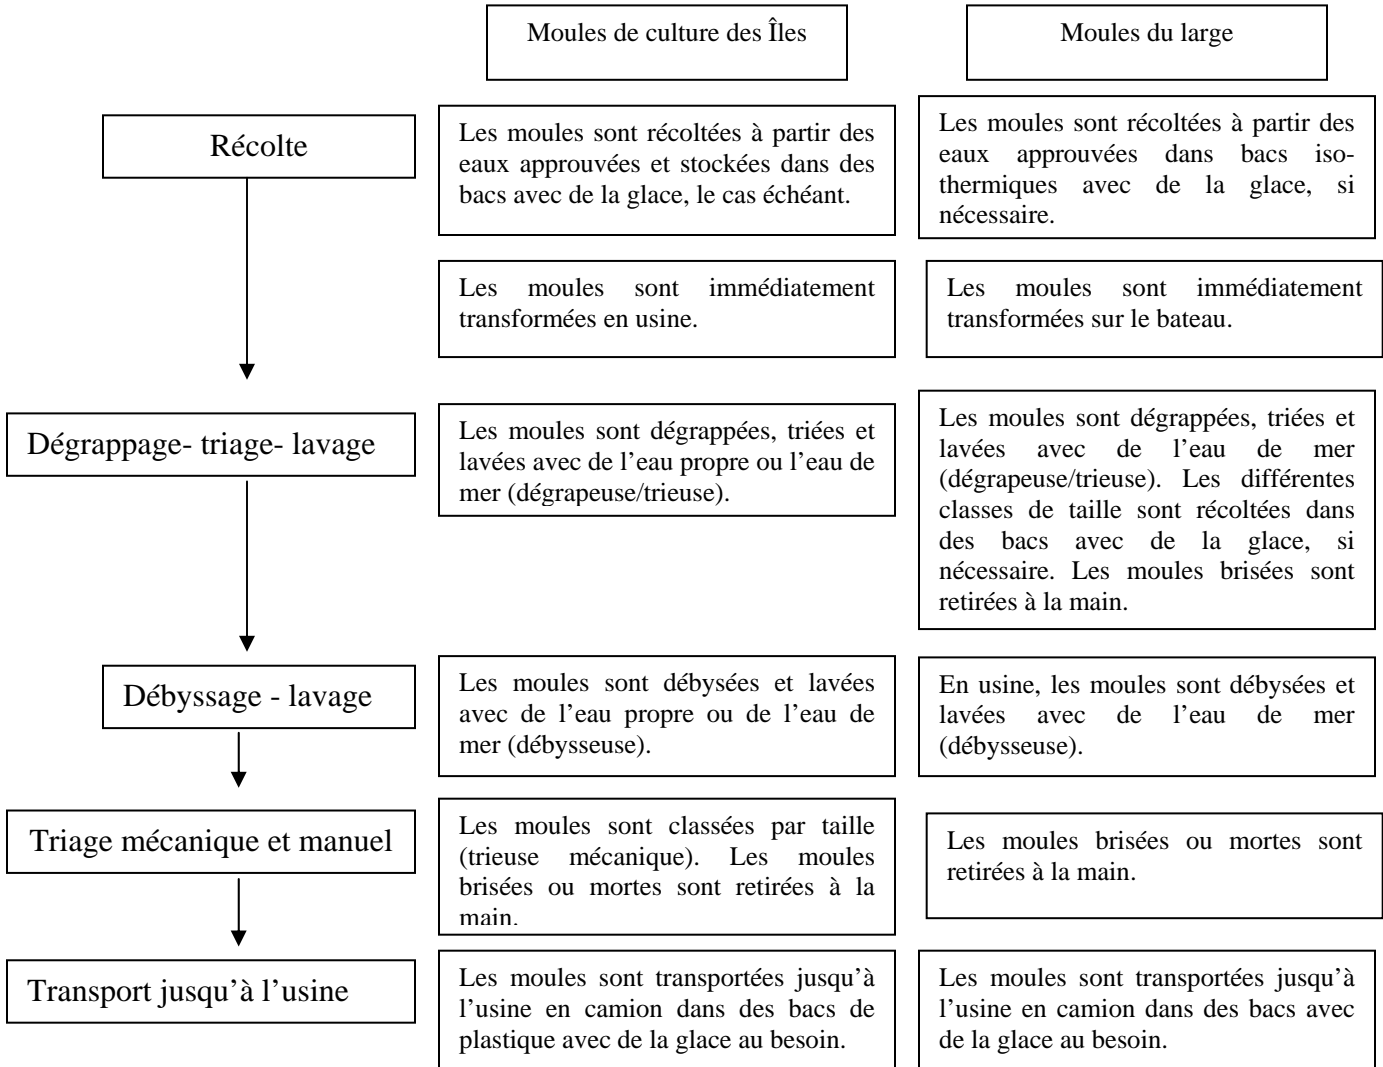 Moules de culture des Îles
Moules du large
Récolte
Les moules sont récoltées à partir des
eaux approuvées et stockées dans des
bacs avec de la glace, le cas échéant.
Les moules sont récoltées à partir des
eaux approuvées dans bacs iso-
thermiques avec de la glace, si
nécessaire.
Les moules sont immédiatement
transformées en usine.
Les moules sont immédiatement
transformées sur le bateau.
Dégrappage- triage- lavage
Les moules sont dégrappées, triées et
lavées avec de l’eau propre ou l’eau de
mer (dégrapeuse/trieuse).
Les moules sont dégrappées, triées et
lavées avec de l’eau de mer
(dégrapeuse/trieuse). Les différentes
classes de taille sont récoltées dans
des bacs avec de la glace, si
nécessaire. Les moules brisées sont
retirées à la main.
Débyssage - lavage
Les moules sont débysées et lavées
avec de l’eau propre ou de l’eau de
mer (débysseuse).
En usine, les moules sont débysées et
lavées avec de l’eau de mer
(débysseuse).
Triage mécanique et manuel
Les moules sont classées par taille
(trieuse mécanique). Les moules
brisées ou mortes sont retirées à la
main.
Les moules brisées ou mortes sont
retirées à la main.
Transport jusqu’à l’usine
Les moules sont transportées jusqu’à
l’usine en camion dans des bacs de
plastique avec de la glace au besoin.
Les moules sont transportées jusqu’à
l’usine en camion dans des bacs avec
de la glace au besoin.